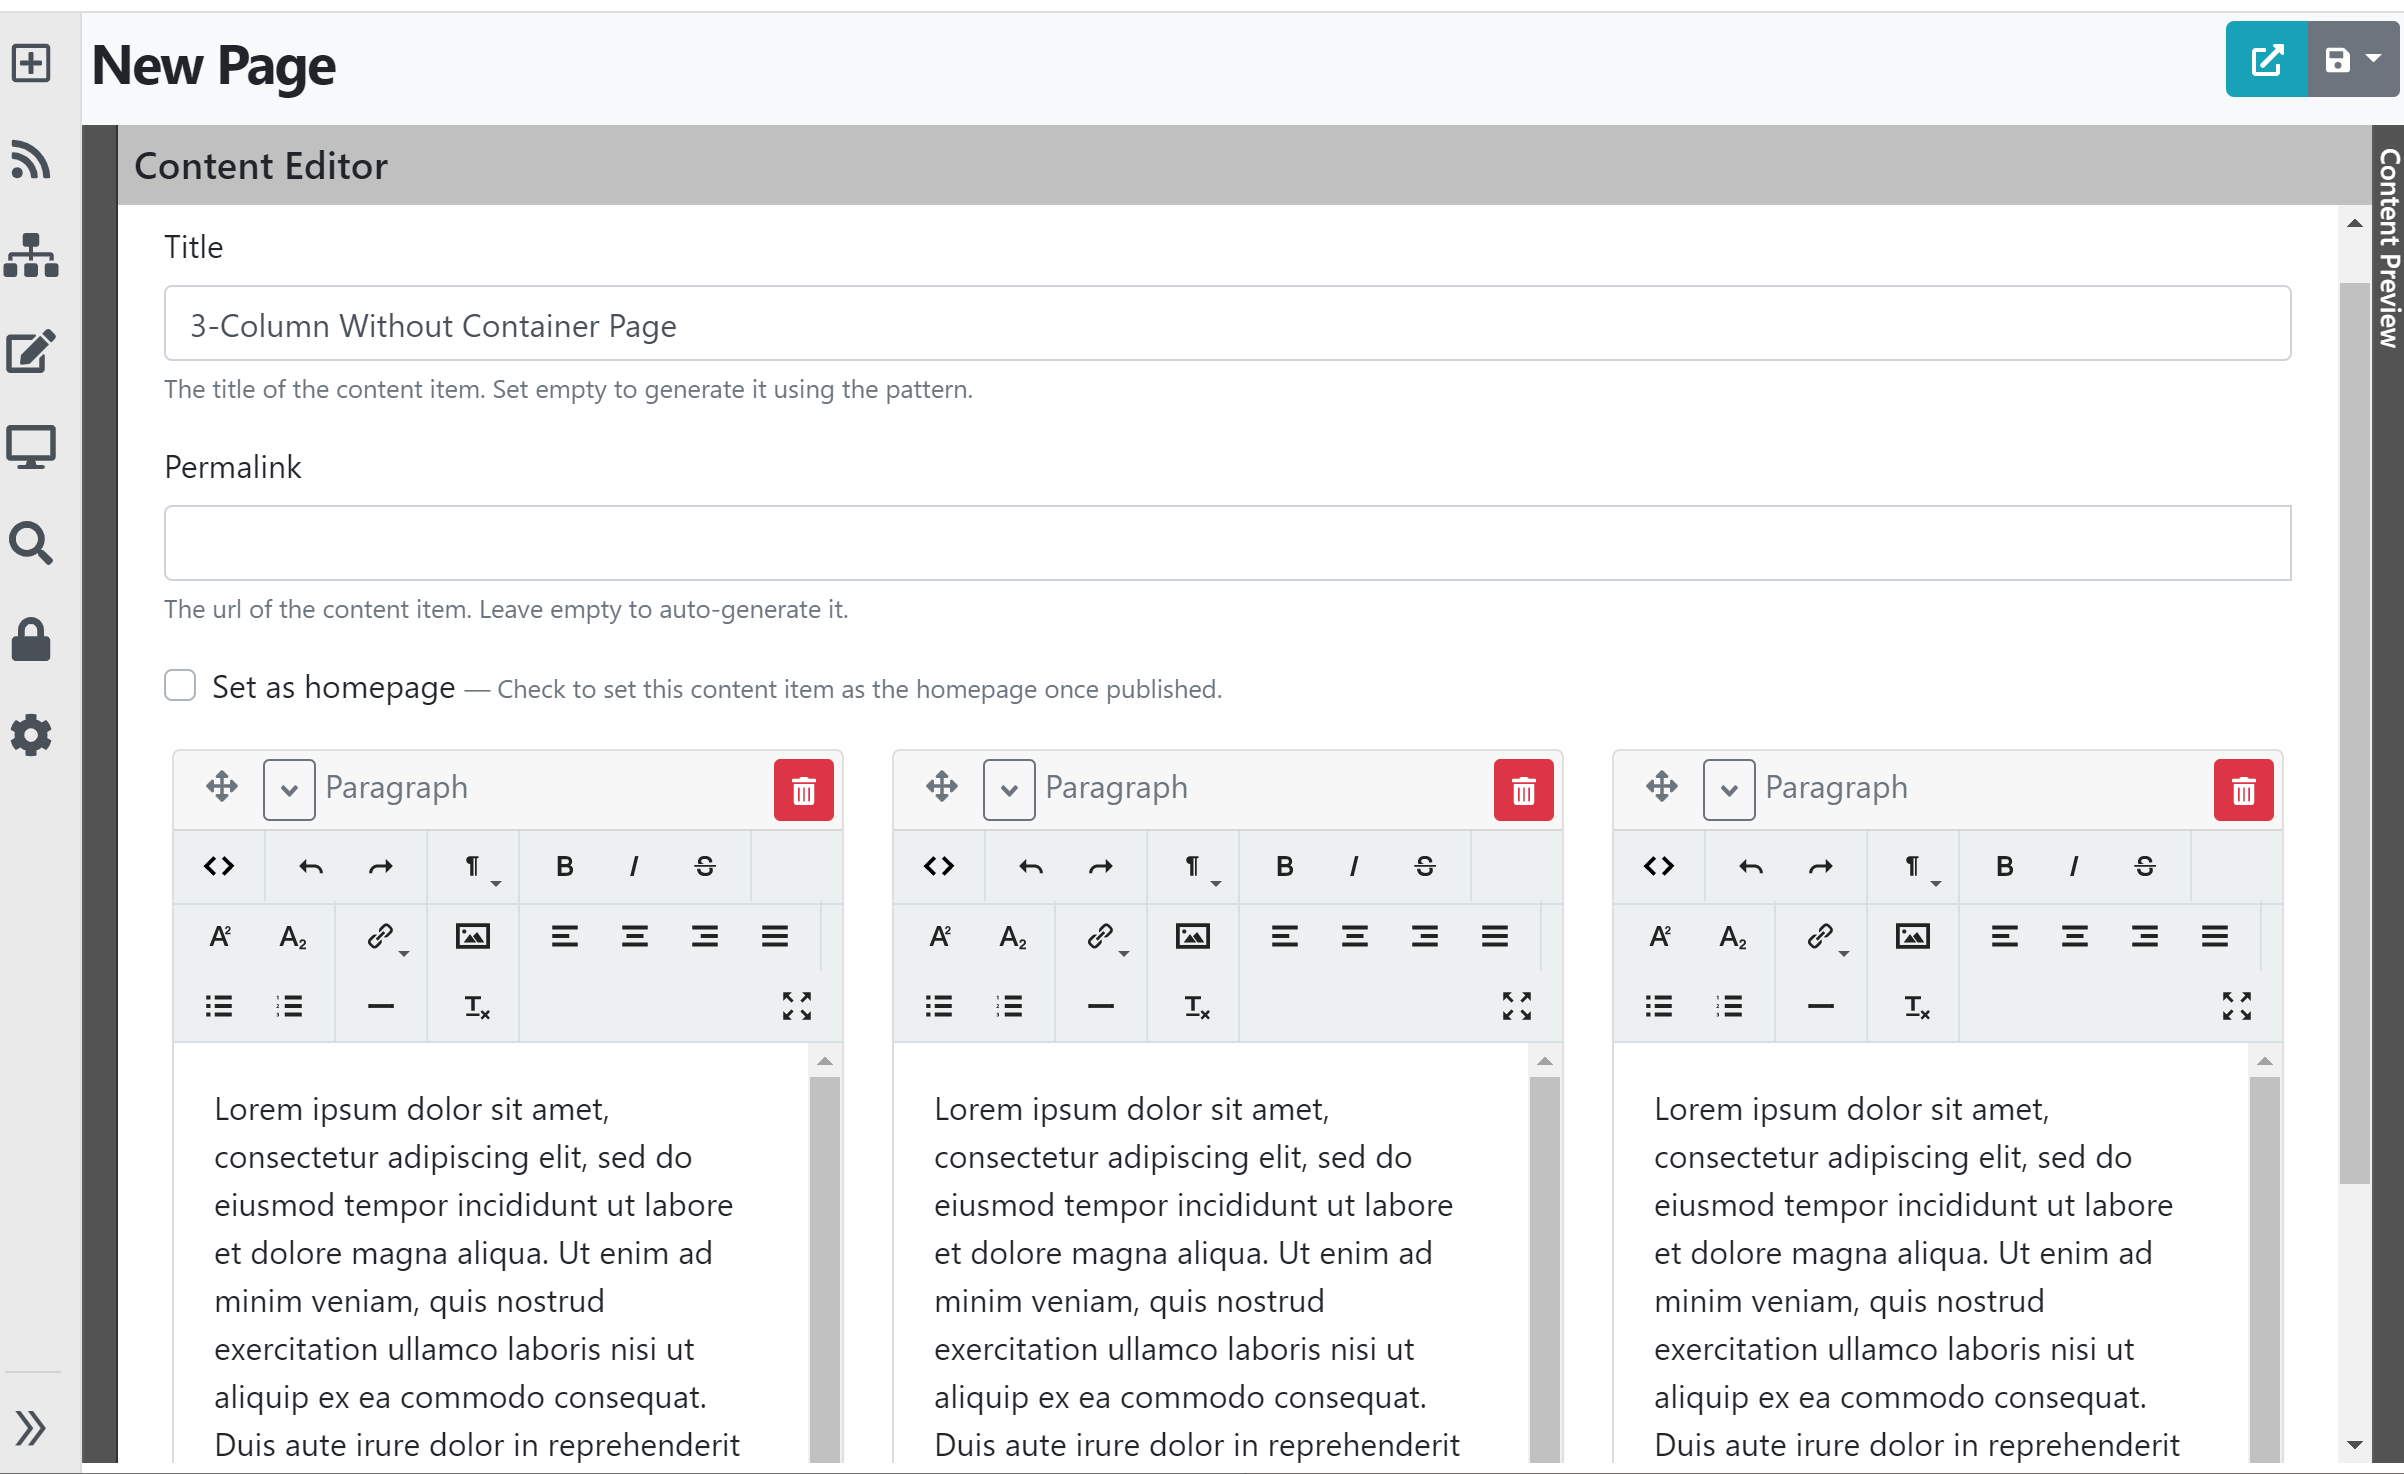 New Page
Content Editor
Content Preview
Title
3-Column Without Container Page
The title of the content item. Set empty to generate it using the pattern.
Permalink
The url of the content item. Leave empty to auto-generate it.
Set as homepage — Check to set this content item as the homepage once published.
Paragraph
Lorem ipsum dolor sit amet,
consectetur adipiscing elit, sed do
eiusmod tempor incididunt ut labore
et dolore magna aliqua. Ut enim ad
minim veniam, quis nostrud
exercitation ullamco laboris nisi ut
aliquip ex ea commodo consequat.
Duis aute irure dolor in reprehenderit
Paragraph
Lorem ipsum dolor sit amet,
consectetur adipiscing elit, sed do
eiusmod tempor incididunt ut labore
et dolore magna aliqua. Ut enim ad
minim veniam, quis nostrud
exercitation ullamco laboris nisi ut
aliquip ex ea commodo consequat.
Duis aute irure dolor in reprehenderit
Paragraph
Lorem ipsum dolor sit amet,
consectetur adipiscing elit, sed do
eiusmod tempor incididunt ut labore
et dolore magna aliqua. Ut enim ad
minim veniam, quis nostrud
exercitation ullamco laboris nisi ut
aliquip ex ea commodo consequat.
Duis aute irure dolor in reprehenderit